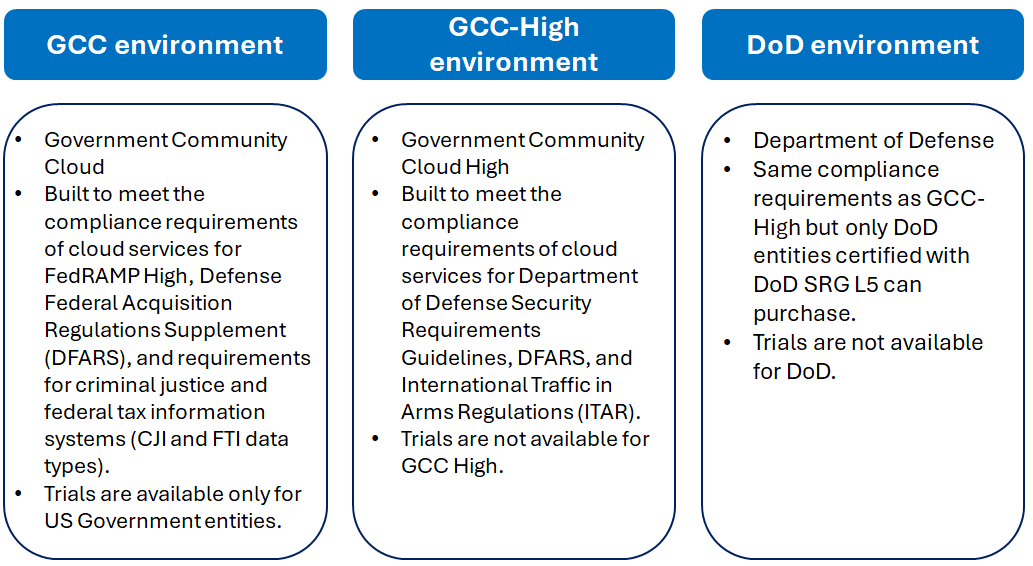 GCC environment
• Government Community
Cloud
• Built to meet the
compliance requirements
of cloud services for
FedRAMP High, Defense
Federal Acquisition
Regulations Supplement
(DFARS), and requirements
for criminal justice and
federal tax information
systems (CJI and FTI data
types).
• Trials are available only for
US Government entities.
GCC-High
environment
• Government Community
Cloud High
• Built to meet the
compliance
requirements of cloud
services for Department
of Defense Security
Requirements
Guidelines, DFARS, and
International Traffic in
Arms Regulations (ITAR).
• Trials are not available for
GCC High.
DoD environment
• Department of Defense
• Same compliance
requirements as GCC-
High but only DoD
entities certified with
DoD SRG L5 can
purchase.
• Trials are not available
for DoD.